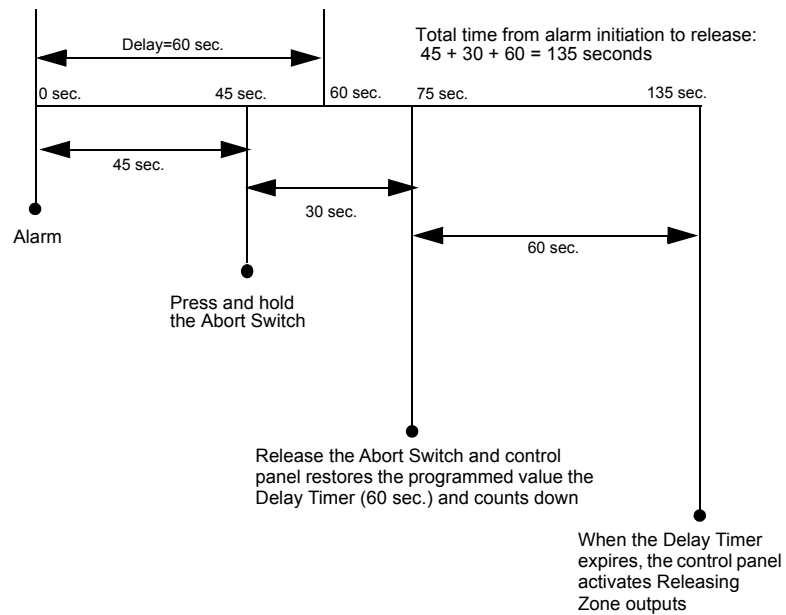 Delay=60 sec.
Total time from alarm initiation to release:
45 + 30 + 60 = 135 seconds
0 sec.
45 sec.
60 sec.
75 sec.
135 sec.
45 sec.
30 sec.
60 sec.
Alarm
Press and hold
the Abort Switch
Release the Abort Switch and control
panel restores the programmed value the
Delay Timer (60 sec.) and counts down
When the Delay Timer
expires, the control panel
activates Releasing
Zone outputs